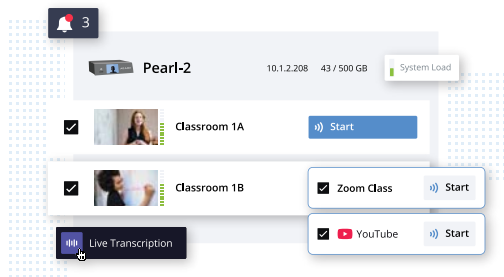 3
Pearl-2 10.1.2.208 43 / 500 GB System Load
Classroom 1A Start
Classroom 1B Zoom Class Start
YouTube Start
Live Transcription